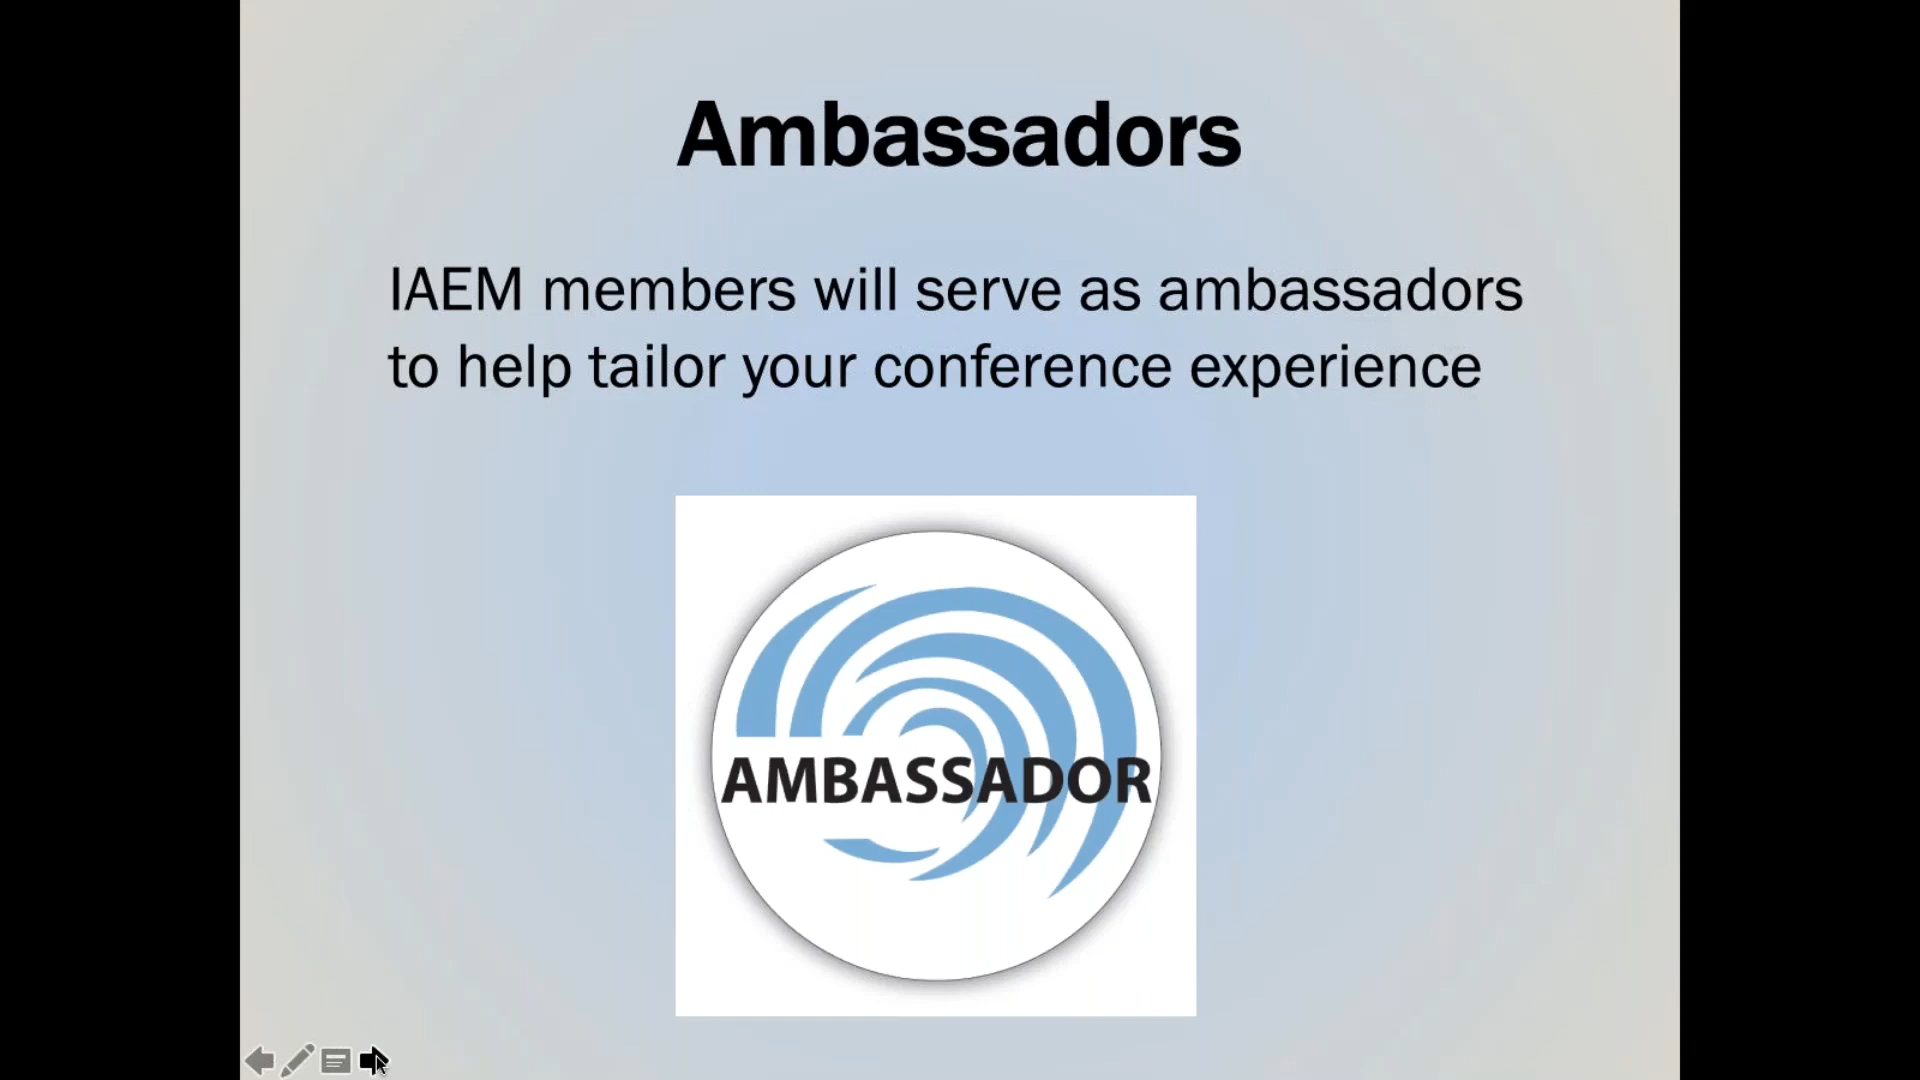 Ambassadors
IAEM members will serve as ambassadors
to help tailor your conference experience
AMBASSADOR